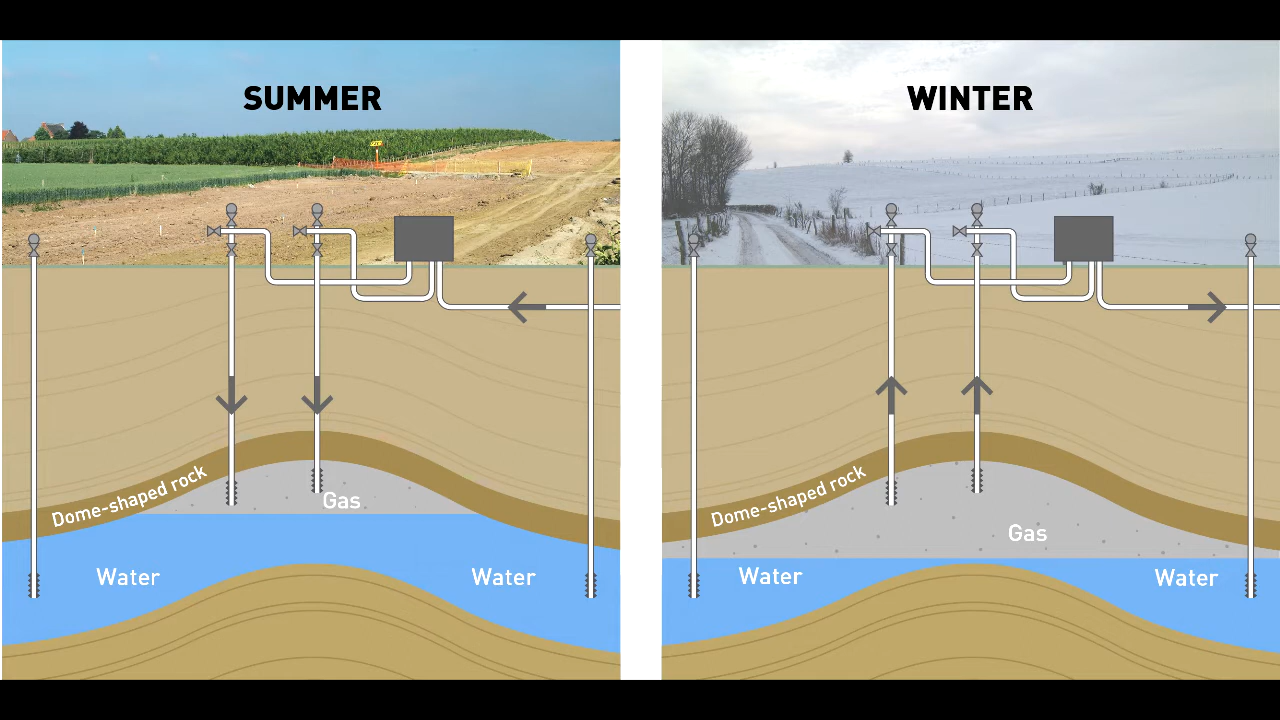 SUMMER
Dome-shaped rock
Gas
Water
Water
WINTER
Dome-shaped rock
Gas
Water
Water